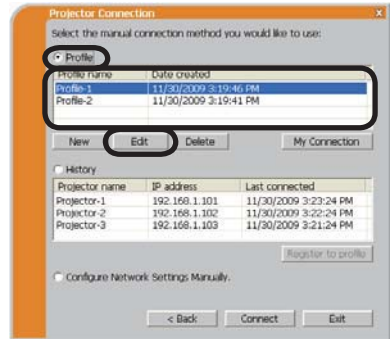 Projector Connection
Select the manual connection method you would like to use:
Profile
Profile name Date created
Profile-1 11/30/2009 3:19:46 PM
Profile-2 11/30/2009 3:19:41 PM
New Edit Delete My Connection
History
Projector name IP address Last connected
Projector-1 192.168.1.101 11/30/2009 3:23:24 PM
Projector-2 192.168.1.102 11/30/2009 3:22:24 PM
Projector-3 192.168.1.103 11/30/2009 3:21:24 PM
Register to profile
Configure Network Settings Manually.
< Back Connect Exit